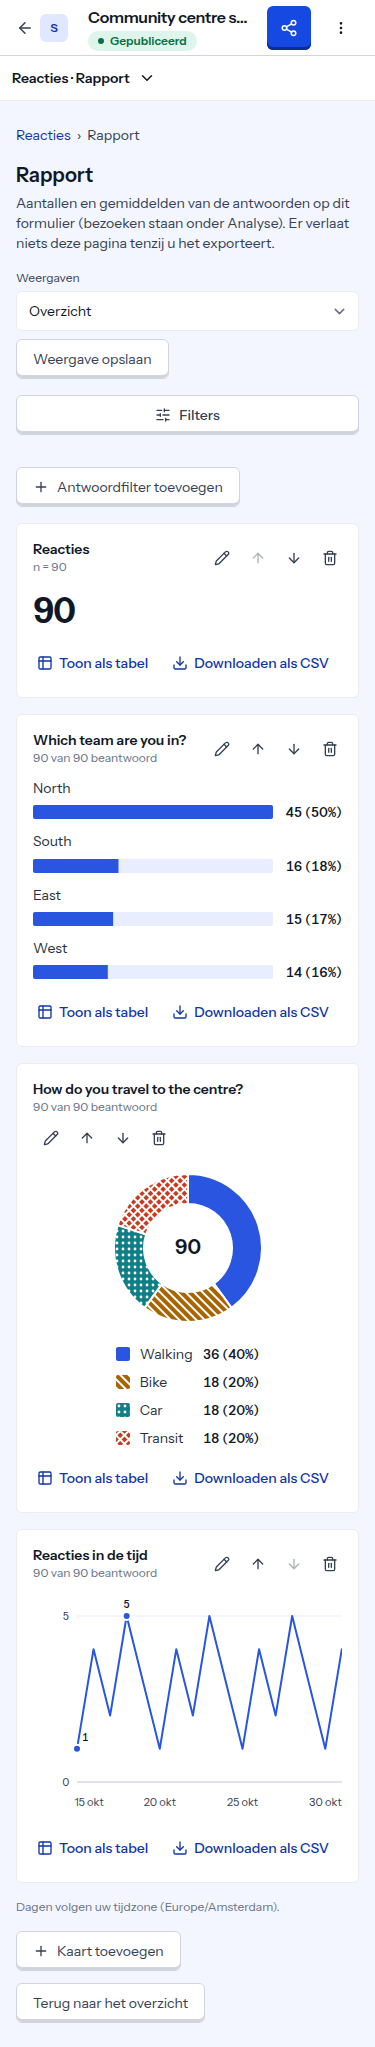 S
Community centre s...
Gepubliceerd
Reacties · Rapport
Reacties › Rapport
Rapport
Aantallen en gemiddelden van de antwoorden op dit
formulier (bezoeken staan onder Analyse). Er verlaat
niets deze pagina tenzij u het exporteert.
Weergaven
Overzicht
Weergave opslaan
Filters
Antwoordfilter toevoegen
Reacties
n = 90
90
Toon als tabel Downloaden als CSV
Which team are you in?
90 van 90 beantwoord
North
45 (50%)
South
16 (18%)
East
15 (17%)
West
14 (16%)
Toon als tabel Downloaden als CSV
How do you travel to the centre?
90 van 90 beantwoord
90
Walking 36 (40%)
Bike 18 (20%)
Car 18 (20%)
Transit 18 (20%)
Toon als tabel Downloaden als CSV
Reacties in de tijd
90 van 90 beantwoord
5
5
1
0
15 okt 20 okt 25 okt 30 okt
Toon als tabel Downloaden als CSV
Dagen volgen uw tijdzone (Europe/Amsterdam).
Kaart toevoegen
Terug naar het overzicht